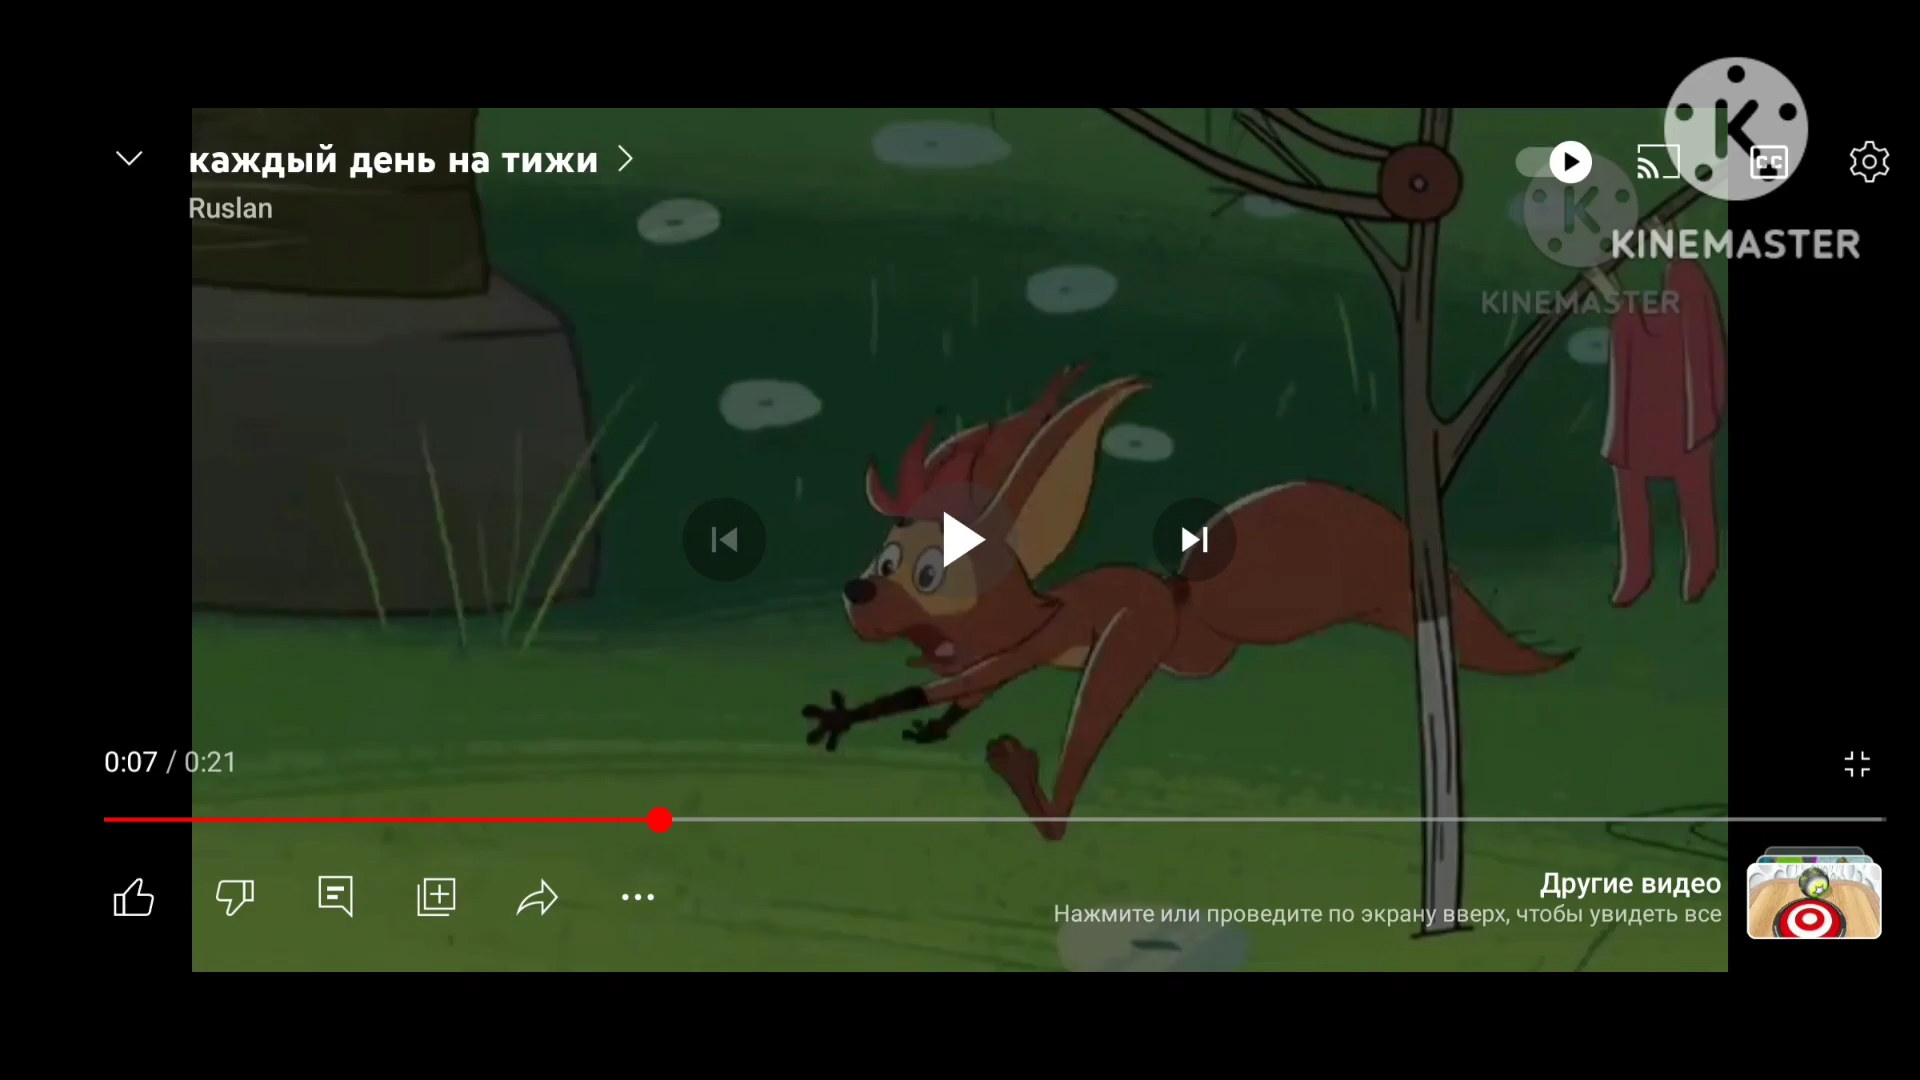 каждый день на тижи
Ruslan
CC
K
KINEMASTER
K
KINEMASTER
0:07 / 0:21
Другие видео
Нажмите или проведите по экрану вверх, чтобы увидеть все